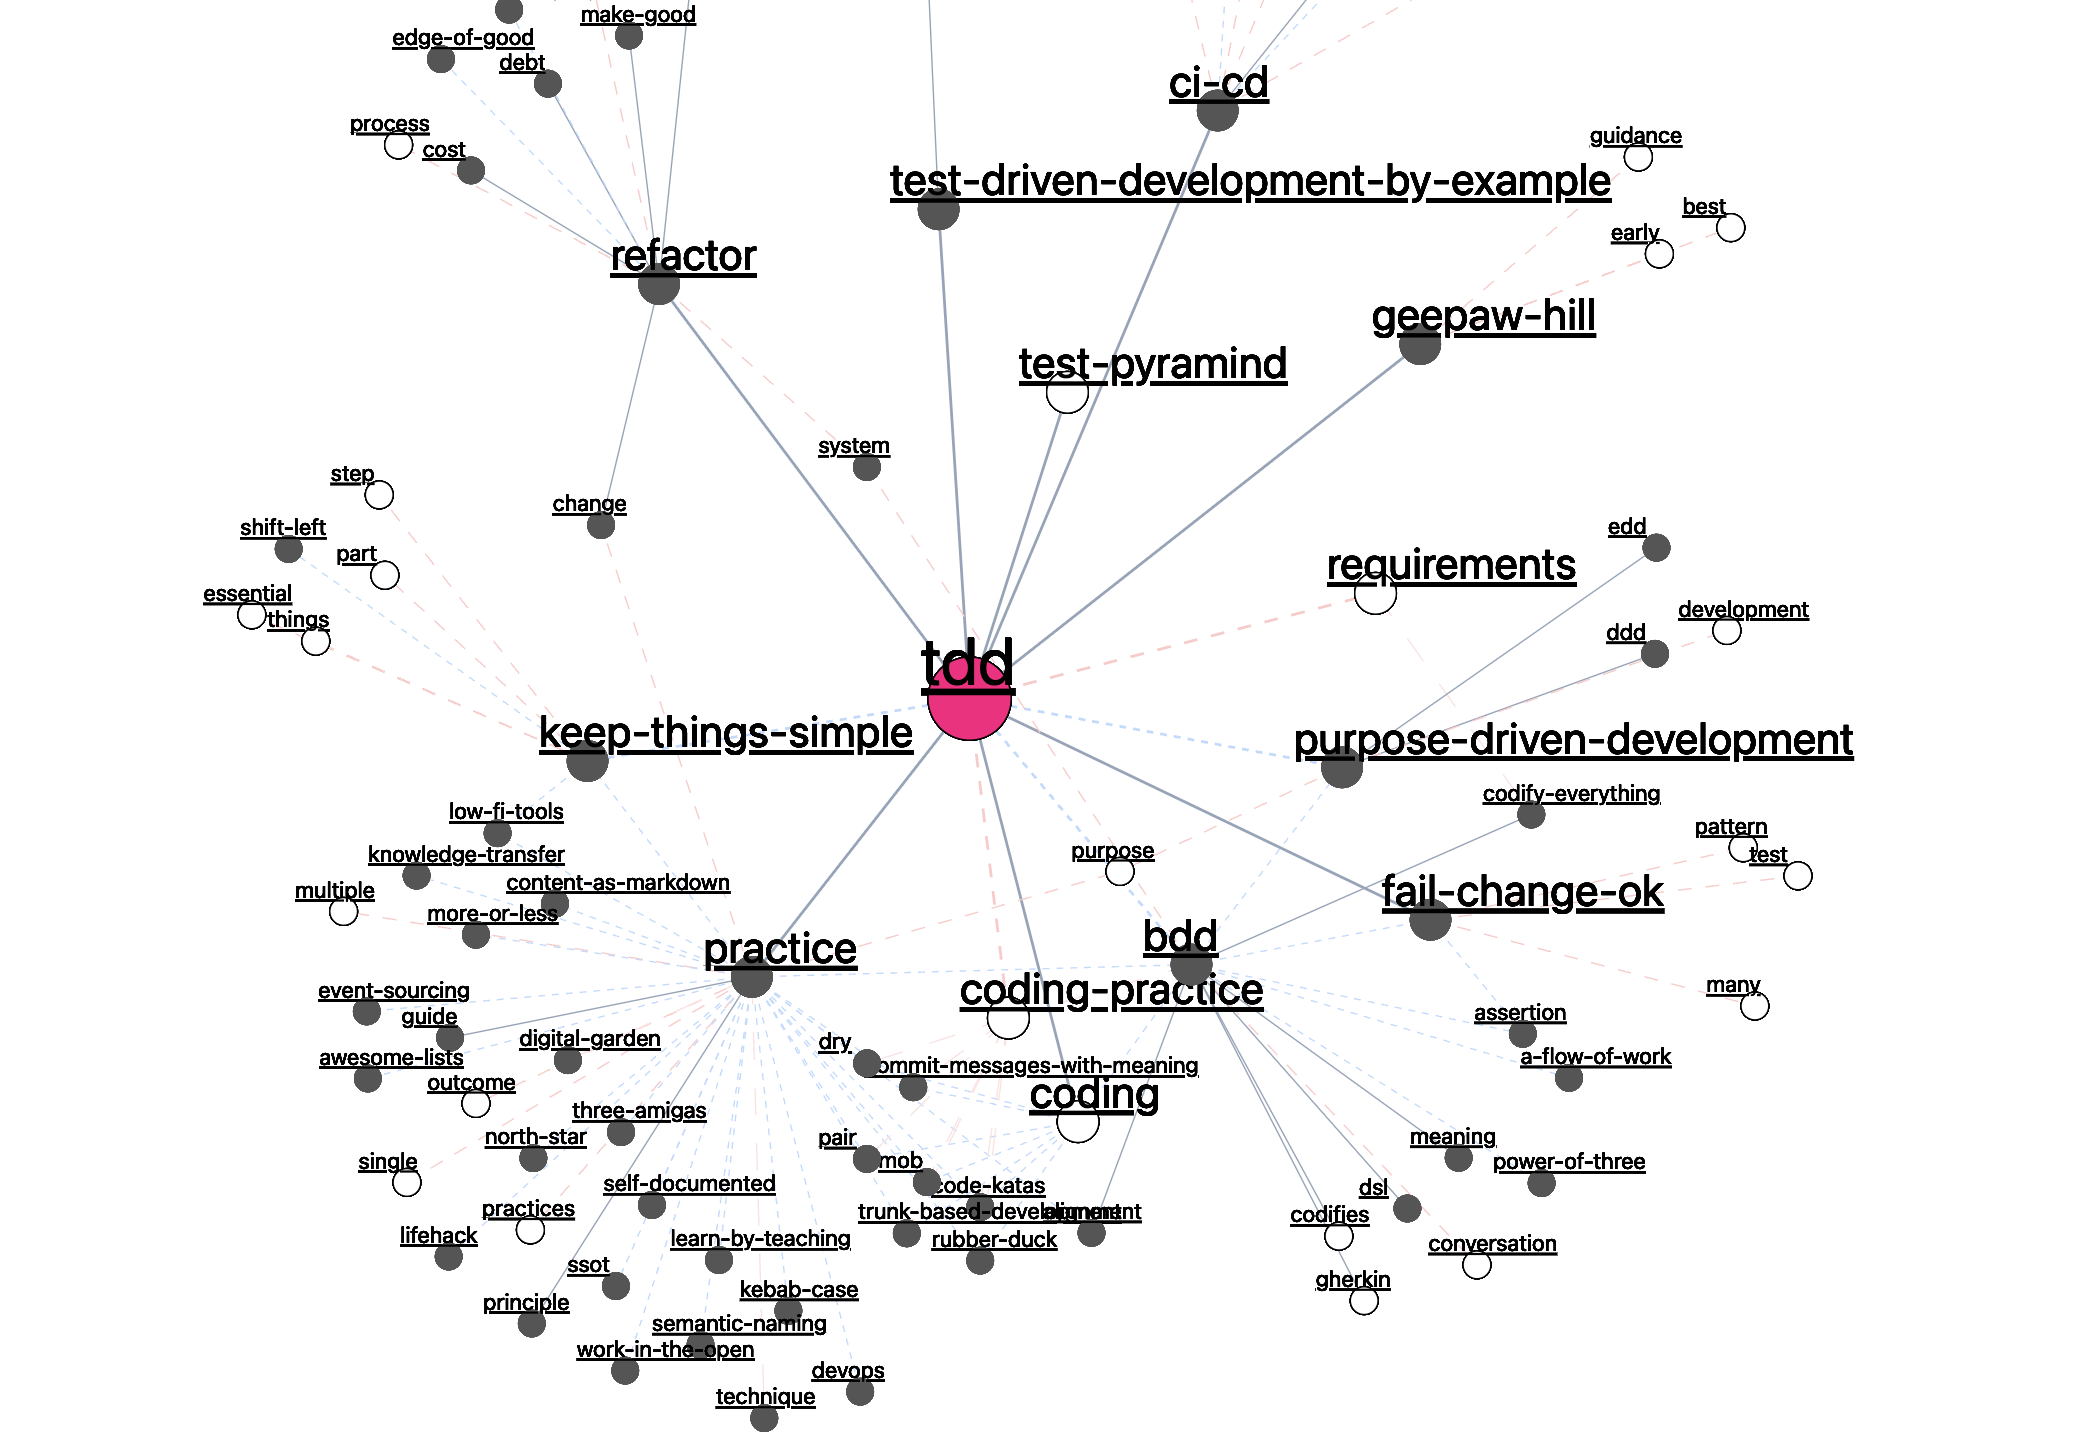 make-good
edge-of-good
debt
ci-cd
process
guidance
cost
test-driven-development-by-example
best
early
refactor
geepaw-hill
test-pyramind
system
step
change
shift-left
edd
part
requirements
essential
development
things
ddd
tdd
keep-things-simple
purpose-driven-development
codify-everything
low-fi-tools
pattern
purpose
test
knowledge-transfer
content-as-markdown
multiple
fail-change-ok
more-or-less
bdd
practice
many
event-sourcing
coding-practice
guide
assertion
digital-garden
dry
awesome-lists
a-flow-of-work
ommit-messages-with-meaning
outcome
coding
three-amigas
north-star
pair
meaning
single
mob
power-of-three
self-documented
code-katas
dsl
practices
trunk-based-development
codifies
lifehack
learn-by-teaching
rubber-duck
conversation
ssot
gherkin
kebab-case
principle
semantic-naming
work-in-the-open
devops
technique